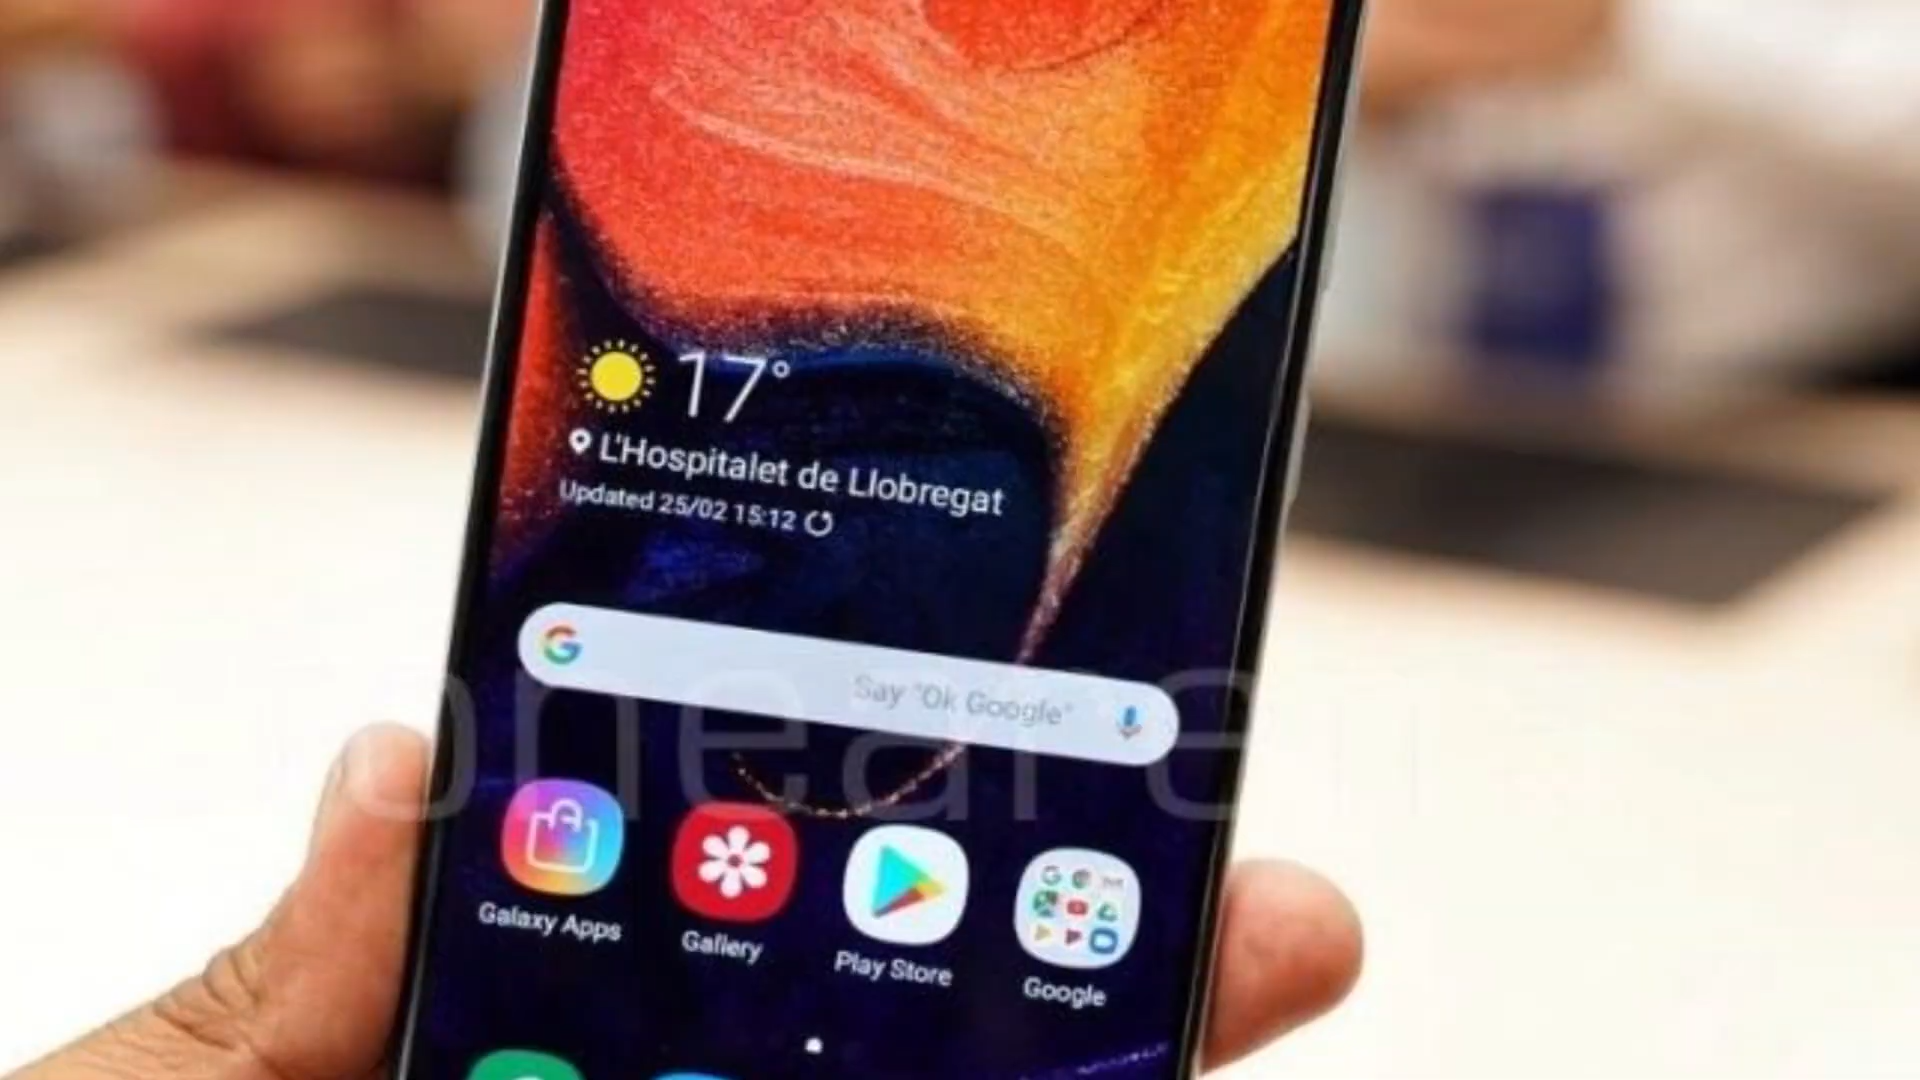 17°
L'Hospitalet de Llobregat
Updated 25/02 15:12
Say "Ok Google"
Galaxy Apps
Gallery
Play Store
Google